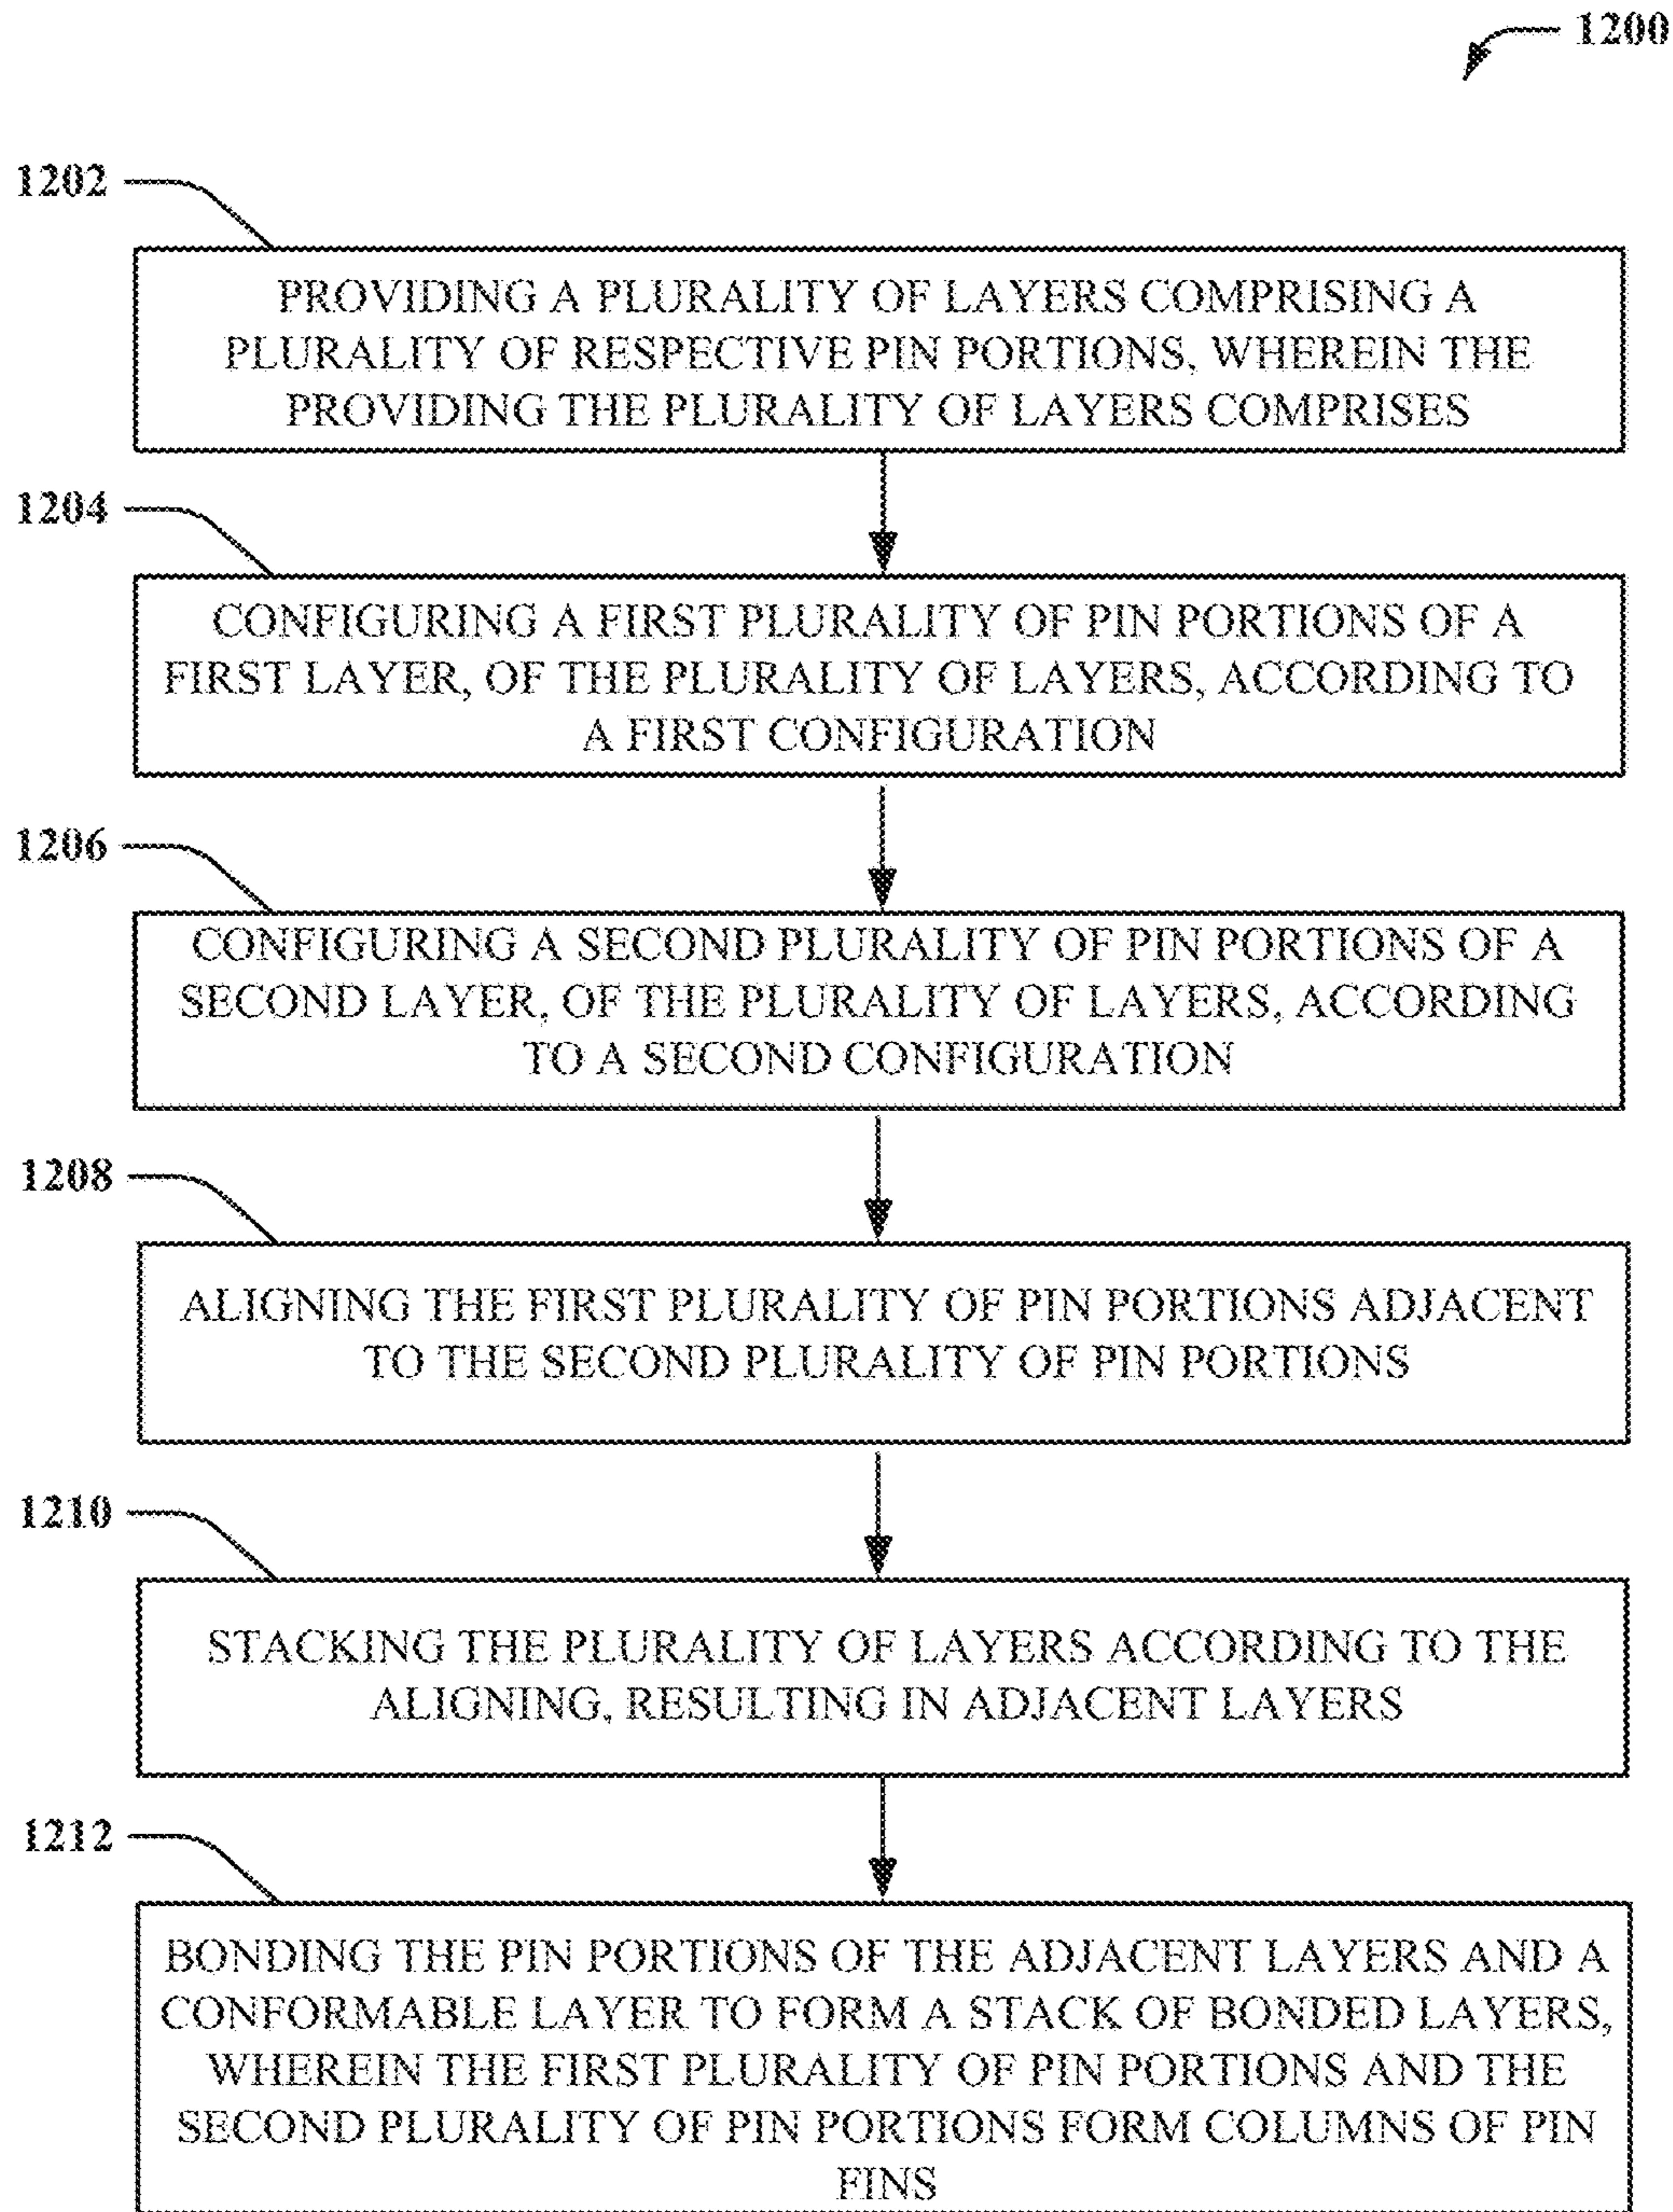 1200
1202
PROVIDING A PLURALITY OF LAYERS COMPRISING A
PLURALITY OF RESPECTIVE PIN PORTIONS, WHEREIN THE
PROVIDING THE PLURALITY OF LAYERS COMPRISES
1204
CONFIGURING A FIRST PLURALITY OF PIN PORTIONS OF A
FIRST LAYER, OF THE PLURALITY OF LAYERS, ACCORDING TO
A FIRST CONFIGURATION
1206
CONFIGURING A SECOND PLURALITY OF PIN PORTIONS OF A
SECOND LAYER, OF THE PLURALITY OF LAYERS, ACCORDING
TO A SECOND CONFIGURATION
1208
ALIGNING THE FIRST PLURALITY OF PIN PORTIONS ADJACENT
TO THE SECOND PLURALITY OF PIN PORTIONS
1210
STACKING THE PLURALITY OF LAYERS ACCORDING TO THE
ALIGNING, RESULTING IN ADJACENT LAYERS
1212
BONDING THE PIN PORTIONS OF THE ADJACENT LAYERS AND A
CONFORMABLE LAYER TO FORM A STACK OF BONDED LAYERS,
WHEREIN THE FIRST PLURALITY OF PIN PORTIONS AND THE
SECOND PLURALITY OF PIN PORTIONS FORM COLUMNS OF PIN
FINS